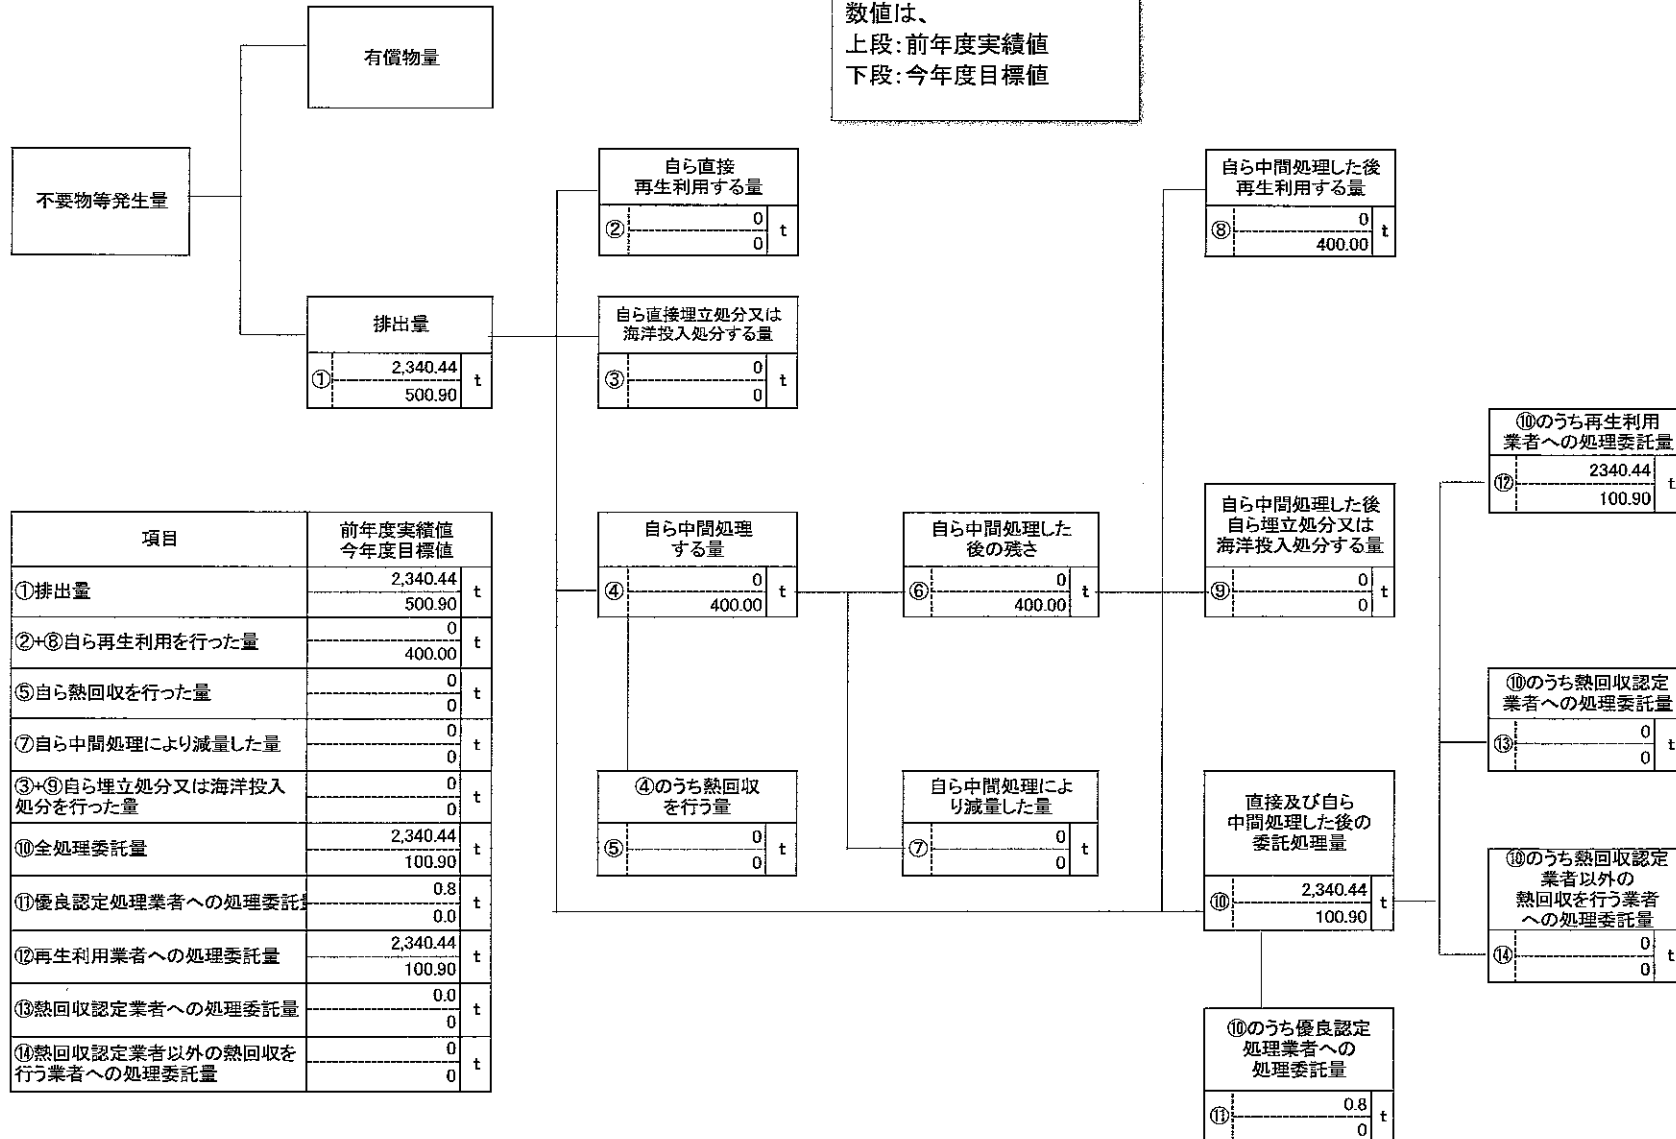 数値は、
上段:前年度実績値
下段:今年度目標値
有償物量
不要物等発生量
排出量
① 2,340.44 t
500.90
自ら直接
再生利用する量
② 0 t
0
自ら直接埋立処分又は
海洋投入処分する量
③ 0 t
0
自ら中間処理
する量
④ 0 t
400.00
④のうち熱回収
を行う量
⑤ 0 t
0
自ら中間処理した
後の残さ
⑥ 0 t
400.00
自ら中間処理によ
り減量した量
⑦ 0 t
0
自ら中間処理した後
再生利用する量
⑧ 0 t
400.00
自ら中間処理した後
自ら埋立処分又は
海洋投入処分する量
⑨ 0 t
0
直接及び自ら
中間処理した後の
委託処理量
⑩ 2,340.44 t
100.90
⑩のうち優良認定
処理業者への
処理委託量
⑪ 0.8 t
0
⑩のうち再生利用
業者への処理委託量
⑫ 2340.44 t
100.90
⑩のうち熱回収認定
業者への処理委託量
⑬ 0 t
0
⑩のうち熱回収認定
業者以外の
熱回収を行う業者
への処理委託量
⑭ 0 t
0
項目 前年度実績値
今年度目標値
①排出量 2,340.44 t
500.90
②+⑧自ら再生利用を行った量 0 t
400.00
⑤自ら熱回収を行った量 0 t
0
⑦自ら中間処理により減量した量 0 t
0
③+⑨自ら埋立処分又は海洋投入
処分を行った量 0 t
0
⑩全処理委託量 2,340.44 t
100.90
⑪優良認定処理業者への処理委託 0.8 t
0.0
⑫再生利用業者への処理委託量 2,340.44 t
100.90
⑬熱回収認定業者への処理委託量 0.0 t
0
⑭熱回収認定業者以外の熱回収を
行う業者への処理委託量 0 t
0